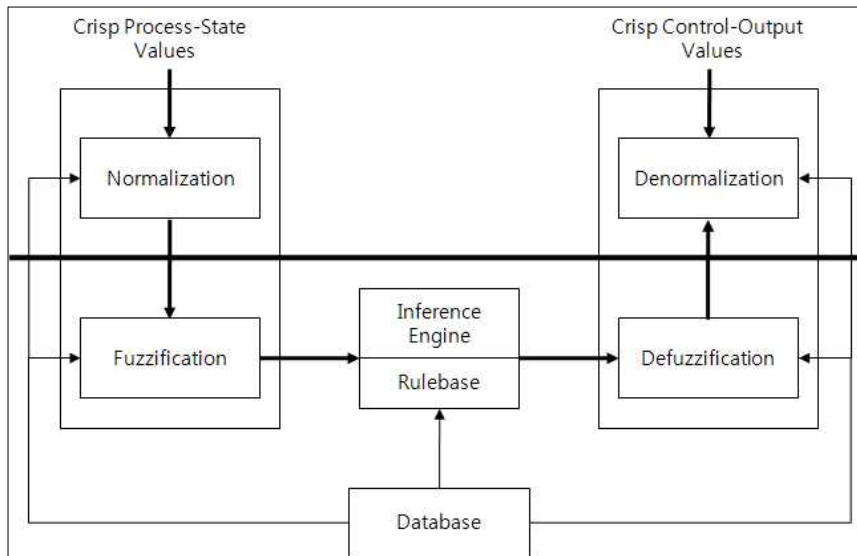 Crisp Process-State
Values
Crisp Control-Output
Values
Normalization
Denormalization
Inference
Engine
Fuzzification
Defuzzification
Rulebase
Database